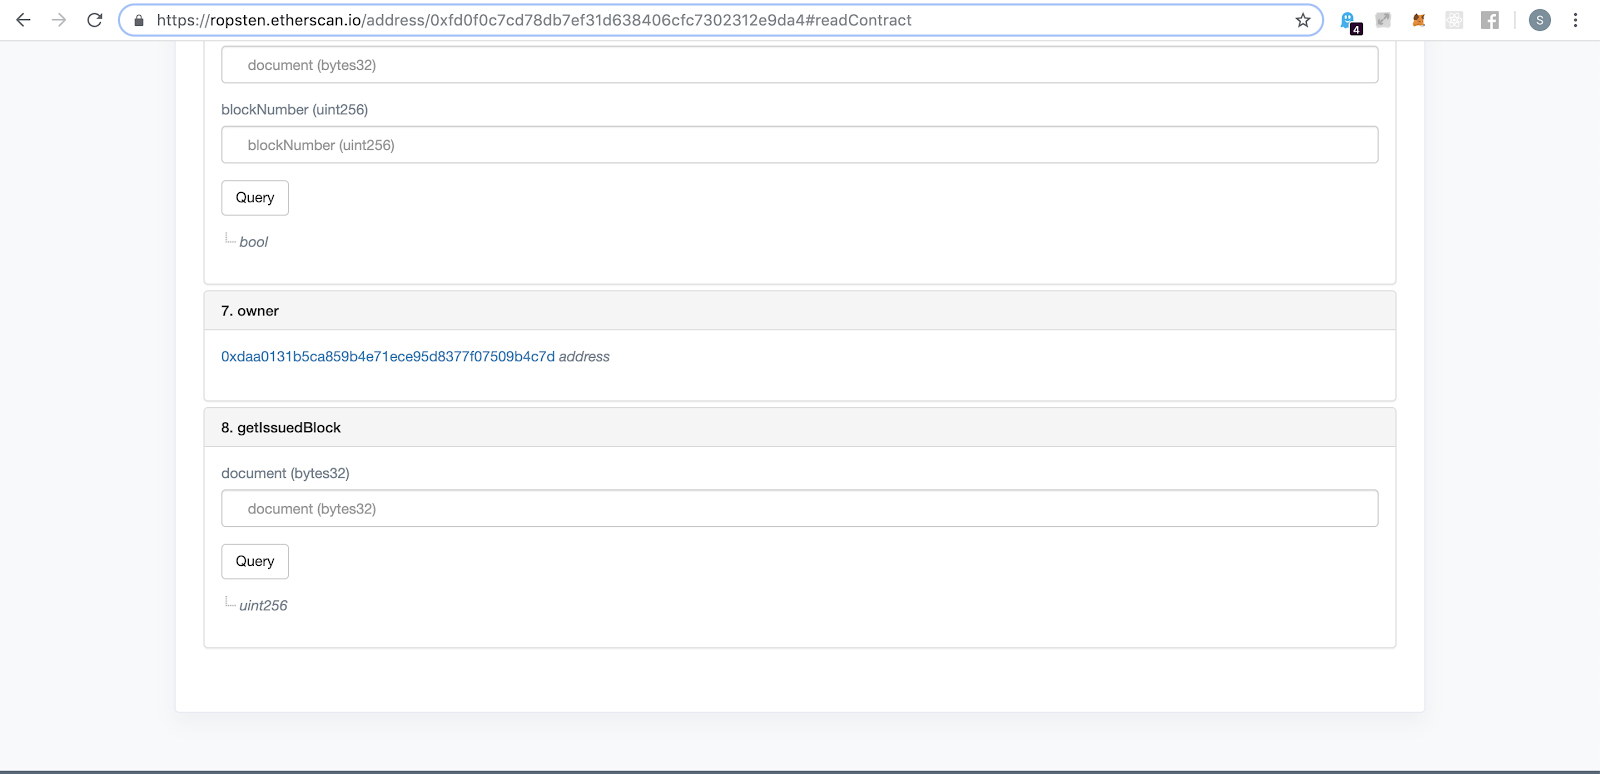 https://ropsten.etherscan.io/address/0xfd0f0c7cd78db7ef31d638406cfc7302312e9da4#readContract
4
S
document (bytes32)
blockNumber (uint256)
blockNumber (uint256)
Query
bool
7. owner
0xdaa0131b5ca859b4e71ece95d8377f07509b4c7d address
8. getIssuedBlock
document (bytes32)
document (bytes32)
Query
uint256